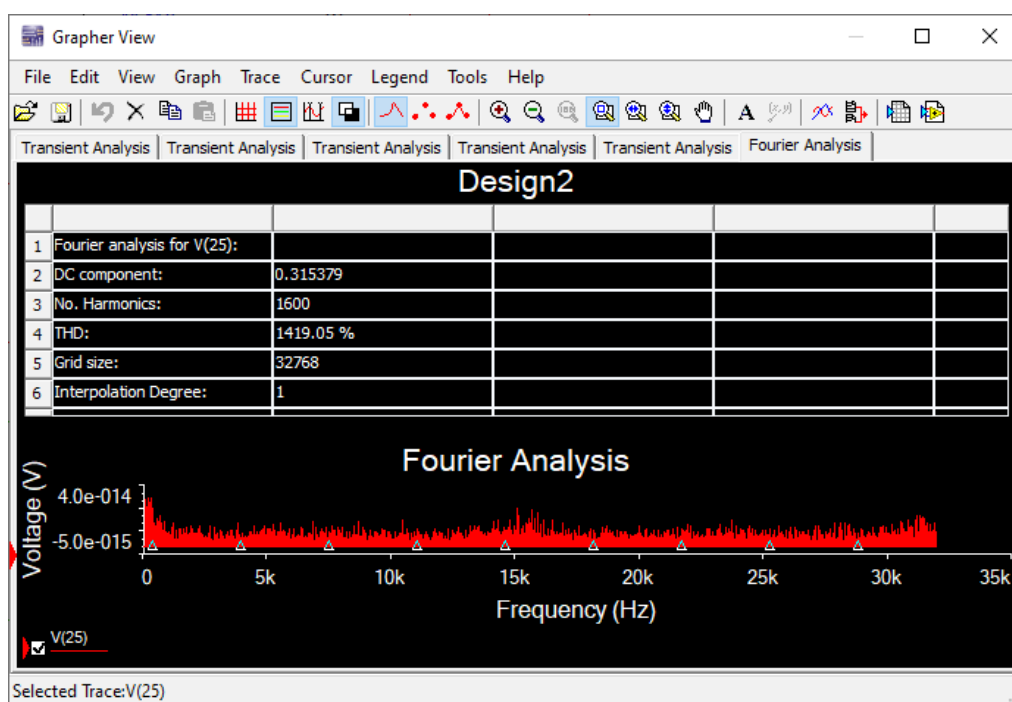 Grapher View
File Edit View Graph Trace Cursor Legend Tools Help
Transient Analysis Transient Analysis Transient Analysis Transient Analysis Transient Analysis Fourier Analysis
Design2
1 Fourier analysis for V(25):
2 DC component: 0.315379
3 No. Harmonics: 1600
4 THD: 1419.05 %
5 Grid size: 32768
6 Interpolation Degree: 1
Fourier Analysis
Voltage (V)
4.0e-014
-5.0e-015
0 5k 10k 15k 20k 25k 30k 35k
Frequency (Hz)
V(25)
Selected Trace:V(25)